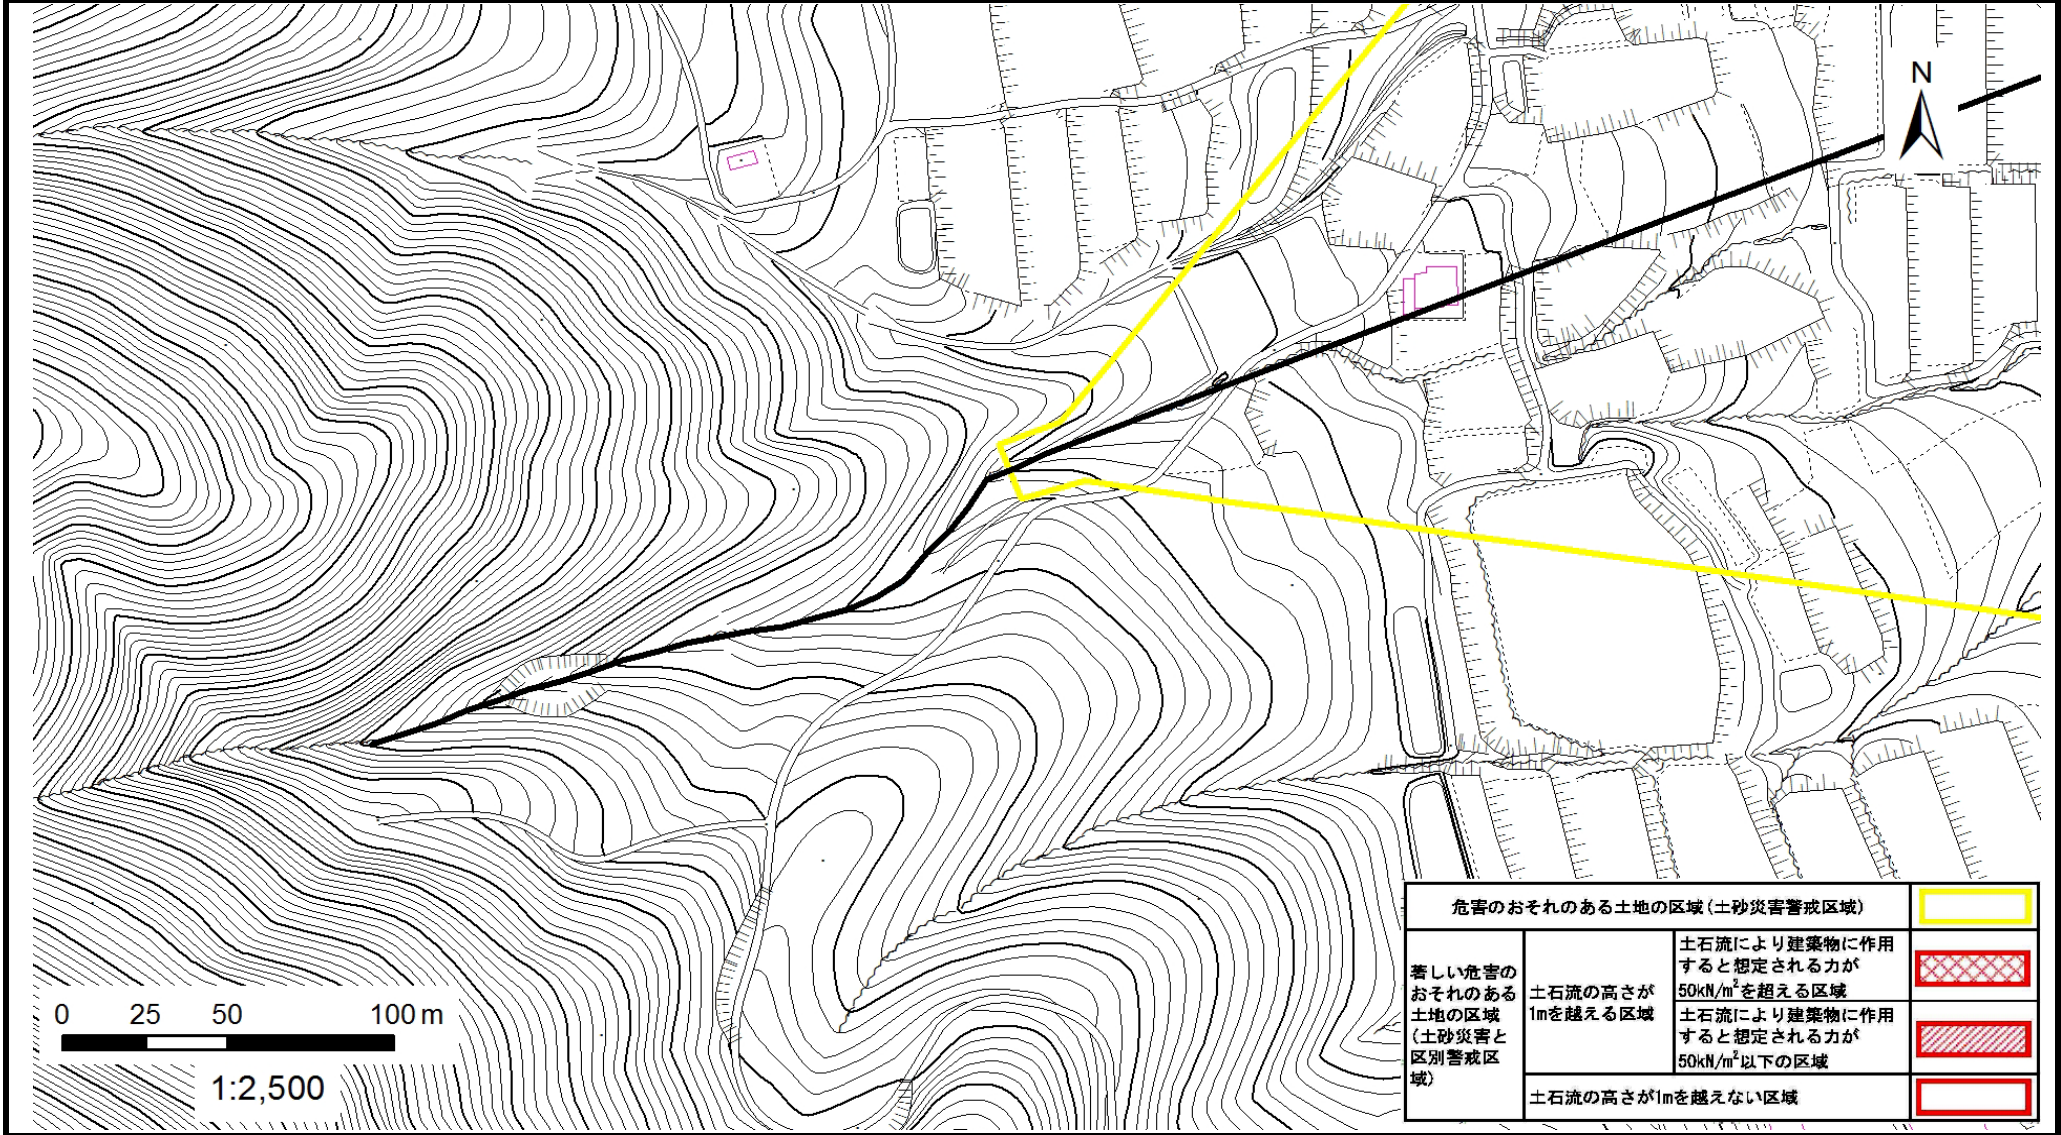 N
危害のおそれのある土地の区域(土砂災害警戒区域)
著しい危害の
おそれのある
土地の区域
(土砂災害と
区別警戒区
域)
土石流の高さが
1mを越える区域
土石流により建築物に作用
すると想定される力が
50kN/m²を超える区域
土石流により建築物に作用
すると想定される力が
50kN/m²以下の区域
土石流の高さが1mを越えない区域
0 25 50 100 m
1:2,500